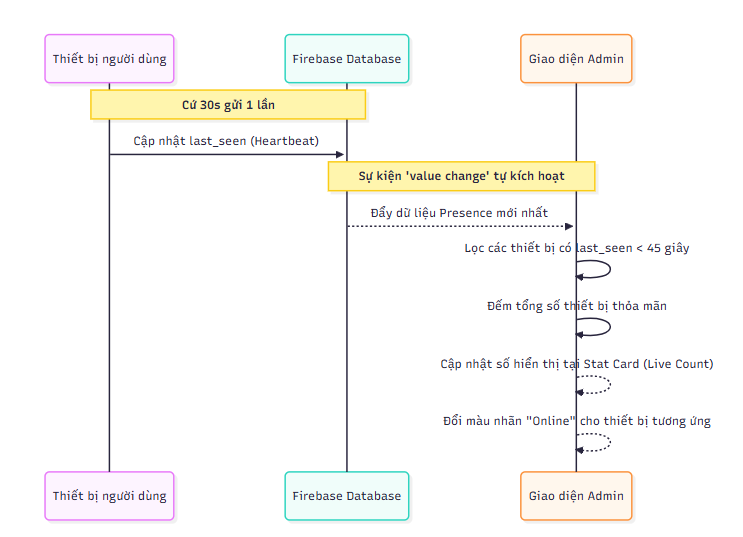 Thiết bị người dùng
Firebase Database
Giao diện Admin
Cứ 30s gửi 1 lần
Cập nhật last_seen (Heartbeat)
Sự kiện 'value change' tự kích hoạt
Đẩy dữ liệu Presence mới nhất
Lọc các thiết bị có last_seen < 45 giây
Đếm tổng số thiết bị thỏa mãn
Cập nhật số hiển thị tại Stat Card (Live Count)
Đổi màu nhãn "Online" cho thiết bị tương ứng
Thiết bị người dùng
Firebase Database
Giao diện Admin